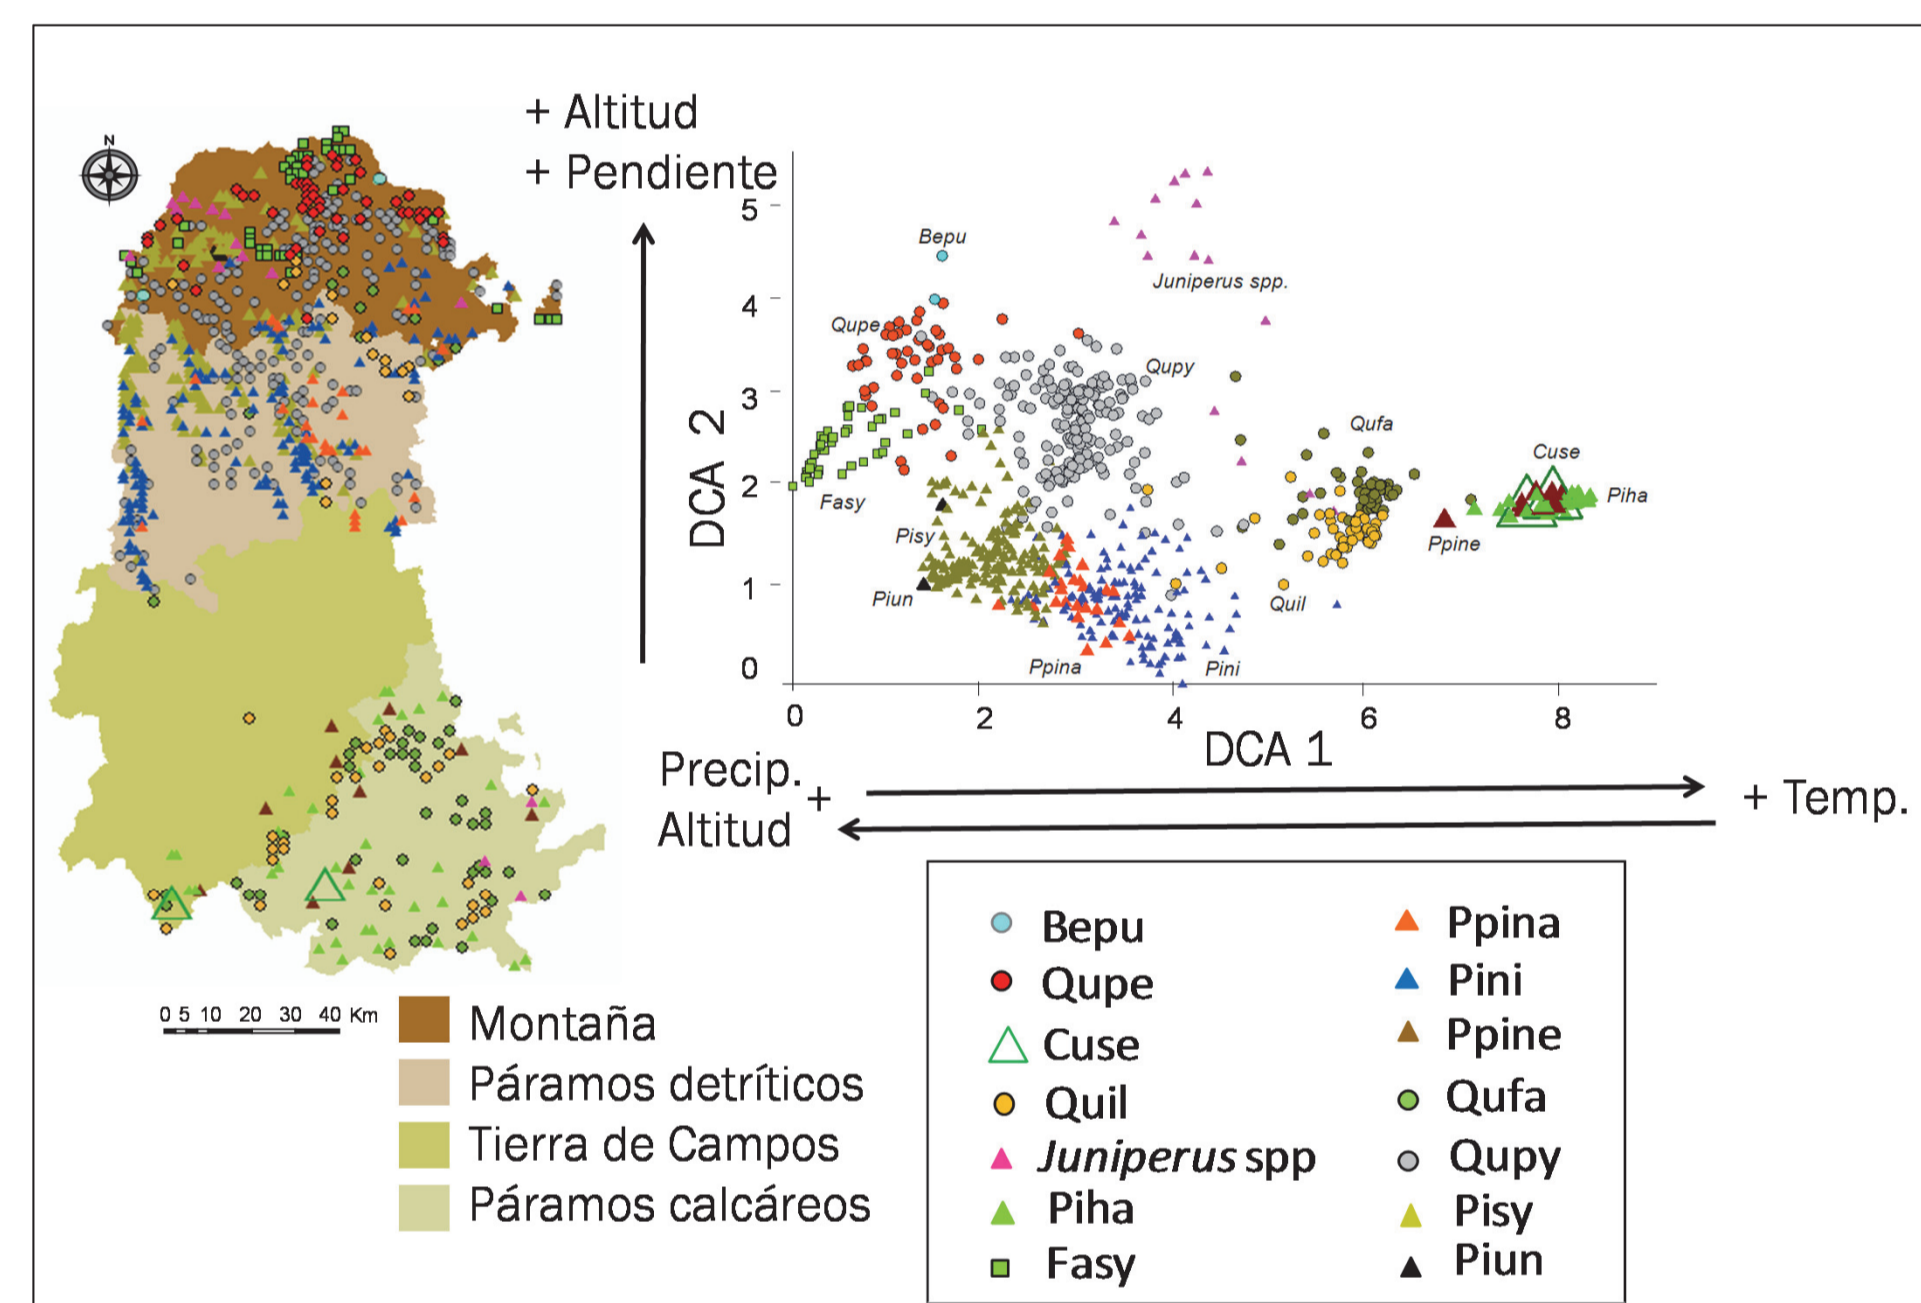 N
+ Altitud
+ Pendiente
DCA 2
5
4
3
2
1
0
Bepu
Qupe
Fasy
Pisy
Piun
Juniperus spp.
Qupy
Qufa
Cuse
Piha
Ppine
Quil
Ppina
Pini
0 2 4 6 8
DCA 1
Precip.
Altitud
+
+ Temp.
0 5 10 20 30 40 Km
Montaña
Páramos detríticos
Tierra de Campos
Páramos calcáreos
Bepu
Qupe
Cuse
Quil
Juniperus spp
Piha
Fasy
Ppina
Pini
Ppine
Qufa
Qupy
Pisy
Piun